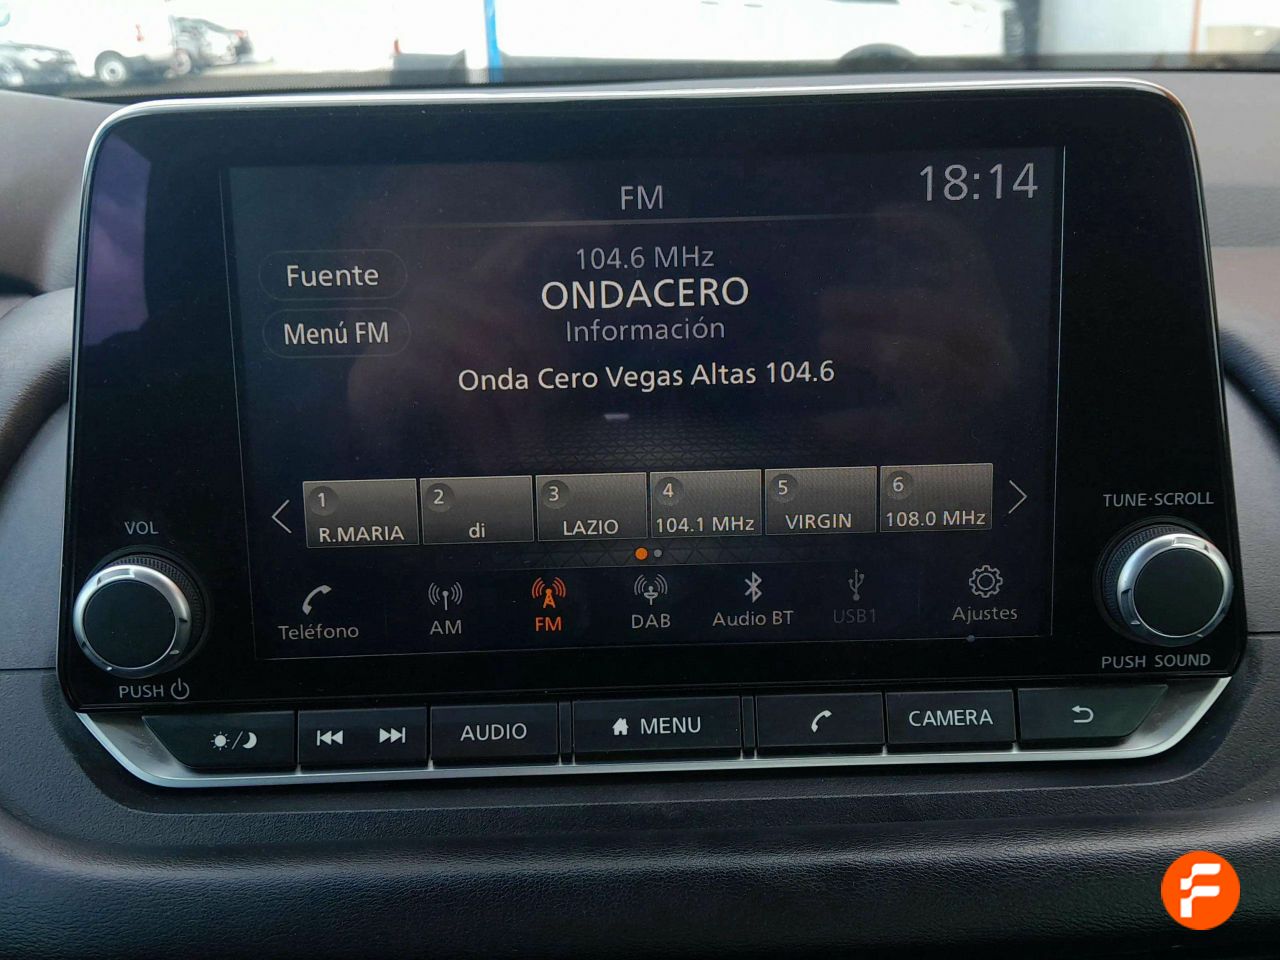 FM
18:14
Fuente
Menú FM
104.6 MHz
ONDACERO
Información
Onda Cero Vegas Altas 104.6
1 R.MARIA
2 di
3 LAZIO
4 104.1 MHz
5 VIRGIN
6 108.0 MHz
VOL
TUNE·SCROLL
Teléfono
AM
FM
DAB
Audio BT
USB1
Ajustes
PUSH
PUSH SOUND
AUDIO
MENU
CAMERA
F